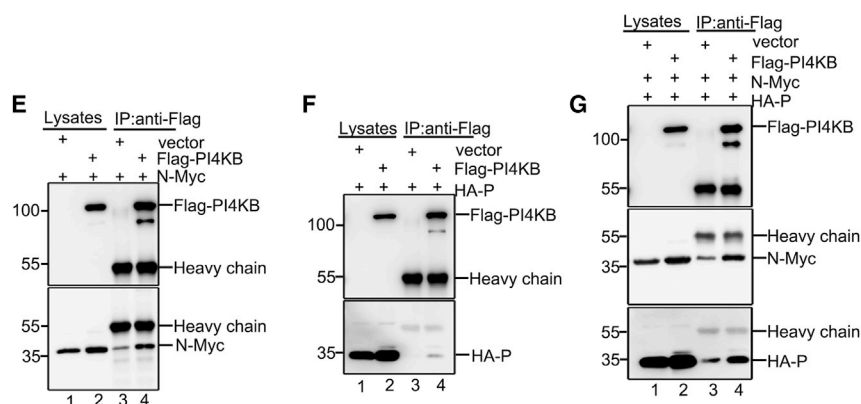 E
Lysates IP:anti-Flag
+ + vector
+ + Flag-PI4KB
+ + + + N-Myc
100 Flag-PI4KB
55 Heavy chain
55 Heavy chain
35 N-Myc
1 2 3 4
F
Lysates IP:anti-Flag
+ + vector
+ + Flag-PI4KB
+ + + + HA-P
100 Flag-PI4KB
55 Heavy chain
35 HA-P
1 2 3 4
G
Lysates IP:anti-Flag
+ + vector
+ + Flag-PI4KB
+ + + + N-Myc
+ + + + HA-P
100 Flag-PI4KB
55
55 Heavy chain
35 N-Myc
55 Heavy chain
35 HA-P
1 2 3 4